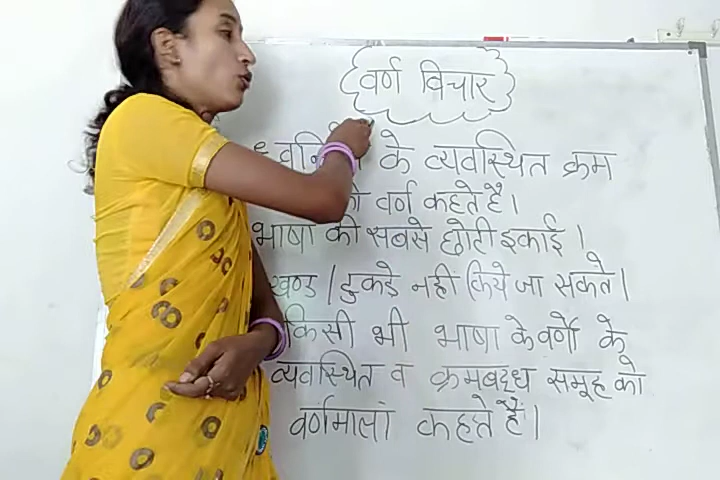 वर्ण विचार
के व्यवस्थित क्रम
को वर्ण कहते है।
भाषा की सबसे छोटी इकाई।
खण्ड / टुकडे नही किये जा सकते।
किसी भी भाषा के वर्णो के
व्यवस्थित व क्रमबद्ध समूह को
वर्णमाला कहते हैं।